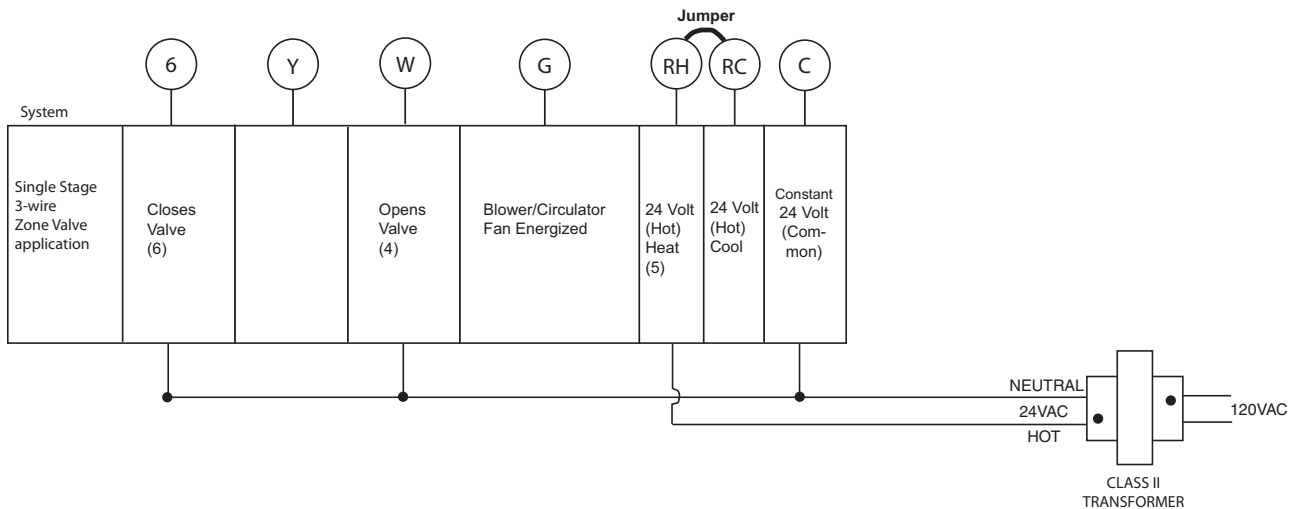 Jumper
6
Y
W
G
RH
RC
C
System
Single Stage
3-wire
Zone Valve
application
Closes
Valve
(6)
Opens
Valve
(4)
Blower/Circulator
Fan Energized
24 Volt
(Hot)
Heat
(5)
24 Volt
(Hot)
Cool
Constant
24 Volt
(Com-
mon)
NEUTRAL
24VAC
HOT
120VAC
CLASS II
TRANSFORMER